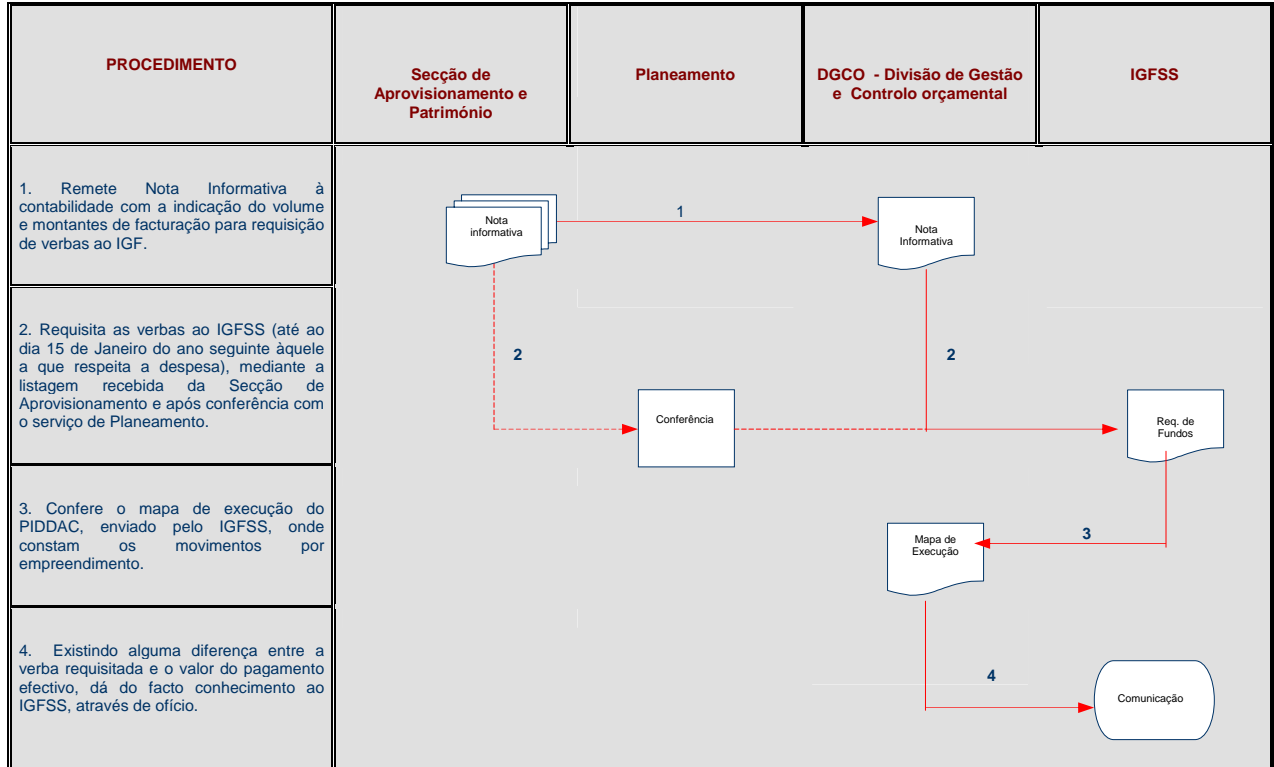 PROCEDIMENTO
Secção de
Aprovisionamento e
Património
Planeamento
DGCO - Divisão de Gestão
e Controlo orçamental
IGFSS
1. Remete Nota Informativa à
contabilidade com a indicação do volume
e montantes de facturação para requisição
de verbas ao IGF.
Nota
informativa
1
Nota
Informativa
2. Requisita as verbas ao IGFSS (até ao
dia 15 de Janeiro do ano seguinte àquele
a que respeita a despesa), mediante a
listagem recebida da Secção de
Aprovisionamento e após conferência com
o serviço de Planeamento.
2
2
Conferência
Req. de
Fundos
3. Confere o mapa de execução do
PIDDAC, enviado pelo IGFSS, onde
constam os movimentos por
empreendimento.
Mapa de
Execução
3
4. Existindo alguma diferença entre a
verba requisitada e o valor do pagamento
efectivo, dá do facto conhecimento ao
IGFSS, através de ofício.
4
Comunicação